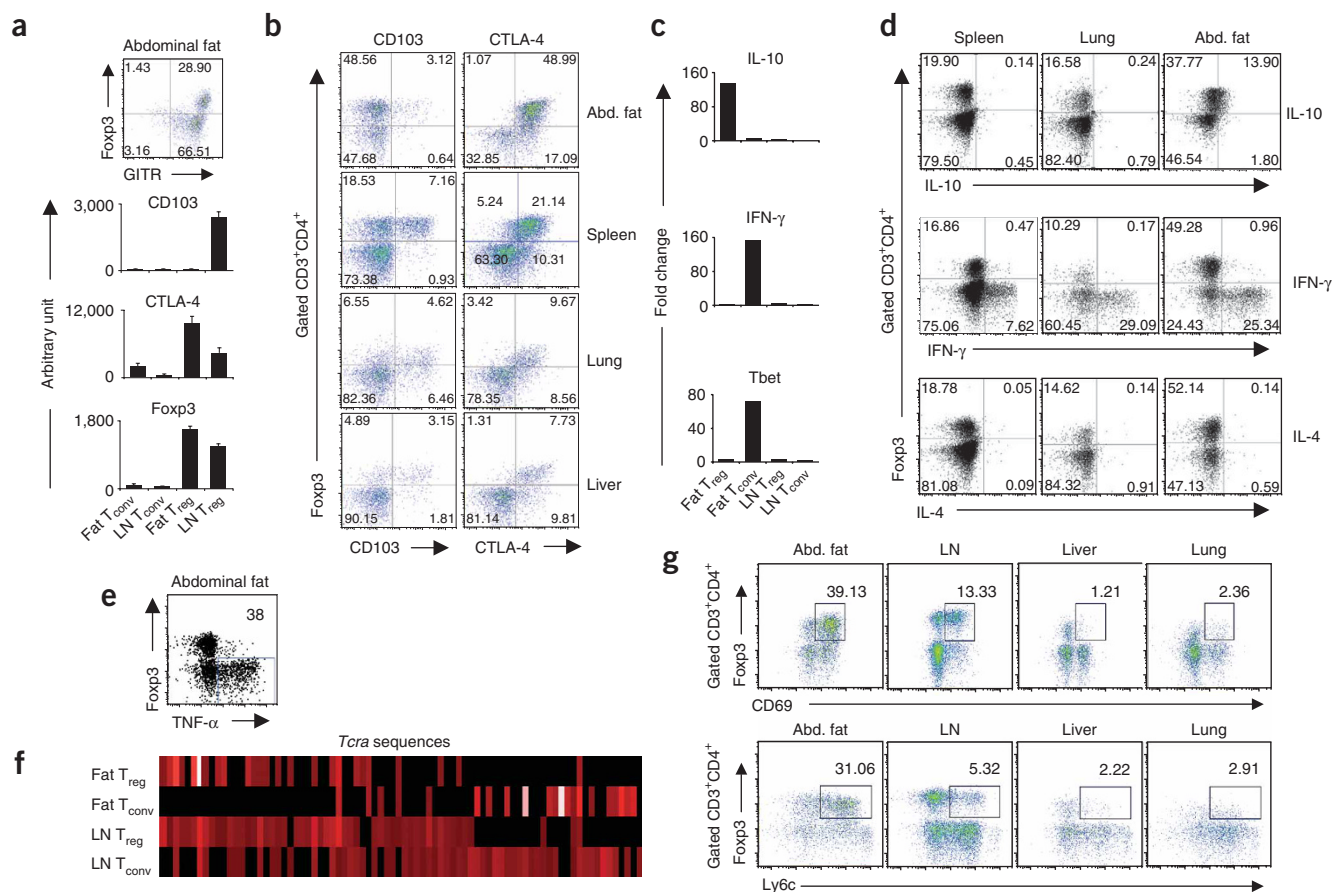 a
Abdominal fat
1.43 28.90
3.16 66.51
Foxp3
GITR
Arbitrary unit
CD103
3,000
0
CTLA-4
12,000
0
Foxp3
1,800
0
Fat Tconv
LN Tconv
Fat Treg
LN Treg
b
CD103 CTLA-4
Gated CD3+CD4+
Foxp3
48.56 3.12 1.07 48.99
Abd. fat
47.68 0.64 32.85 17.09
18.53 7.16 5.24 21.14
Spleen
73.38 0.93 63.30 10.31
6.55 4.62 3.42 9.67
Lung
82.36 6.46 78.35 8.56
4.89 3.15 1.31 7.73
Liver
90.15 1.81 81.14 9.81
CD103 CTLA-4
c
Fold change
IL-10
160
80
0
IFN-γ
160
80
0
Tbet
80
40
0
Fat Treg
Fat Tconv
LN Treg
LN Tconv
d
Spleen Lung Abd. fat
Gated CD3+CD4+
Foxp3
19.90 0.14 16.58 0.24 37.77 13.90
IL-10
79.50 0.45 82.40 0.79 46.54 1.80
IL-10
16.86 0.47 10.29 0.17 49.28 0.96
IFN-γ
75.06 7.62 60.45 29.09 24.43 25.34
IFN-γ
18.78 0.05 14.62 0.14 52.14 0.14
IL-4
81.08 0.09 84.32 0.91 47.13 0.59
IL-4
e
Abdominal fat
38
Foxp3
TNF-α
f
Tcra sequences
Fat Treg
Fat Tconv
LN Treg
LN Tconv
g
Abd. fat LN Liver Lung
39.13 13.33 1.21 2.36
Gated CD3+CD4+
Foxp3
CD69
Abd. fat LN Liver Lung
31.06 5.32 2.22 2.91
Gated CD3+CD4+
Foxp3
Ly6c